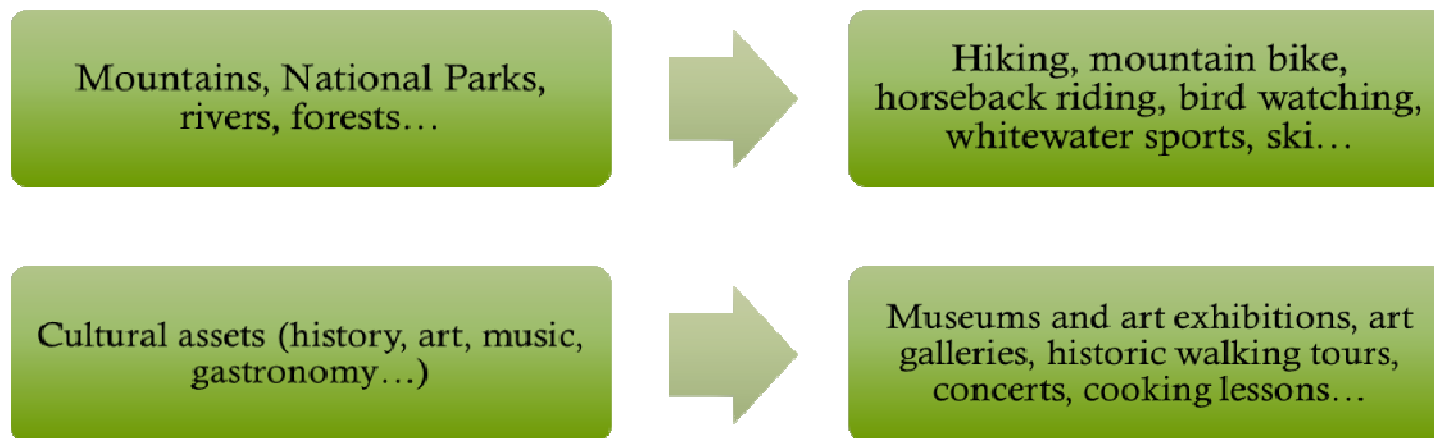 Mountains, National Parks,
rivers, forests…
Hiking, mountain bike,
horseback riding, bird watching,
whitewater sports, ski…
Cultural assets (history, art, music,
gastronomy…)
Museums and art exhibitions, art
galleries, historic walking tours,
concerts, cooking lessons…